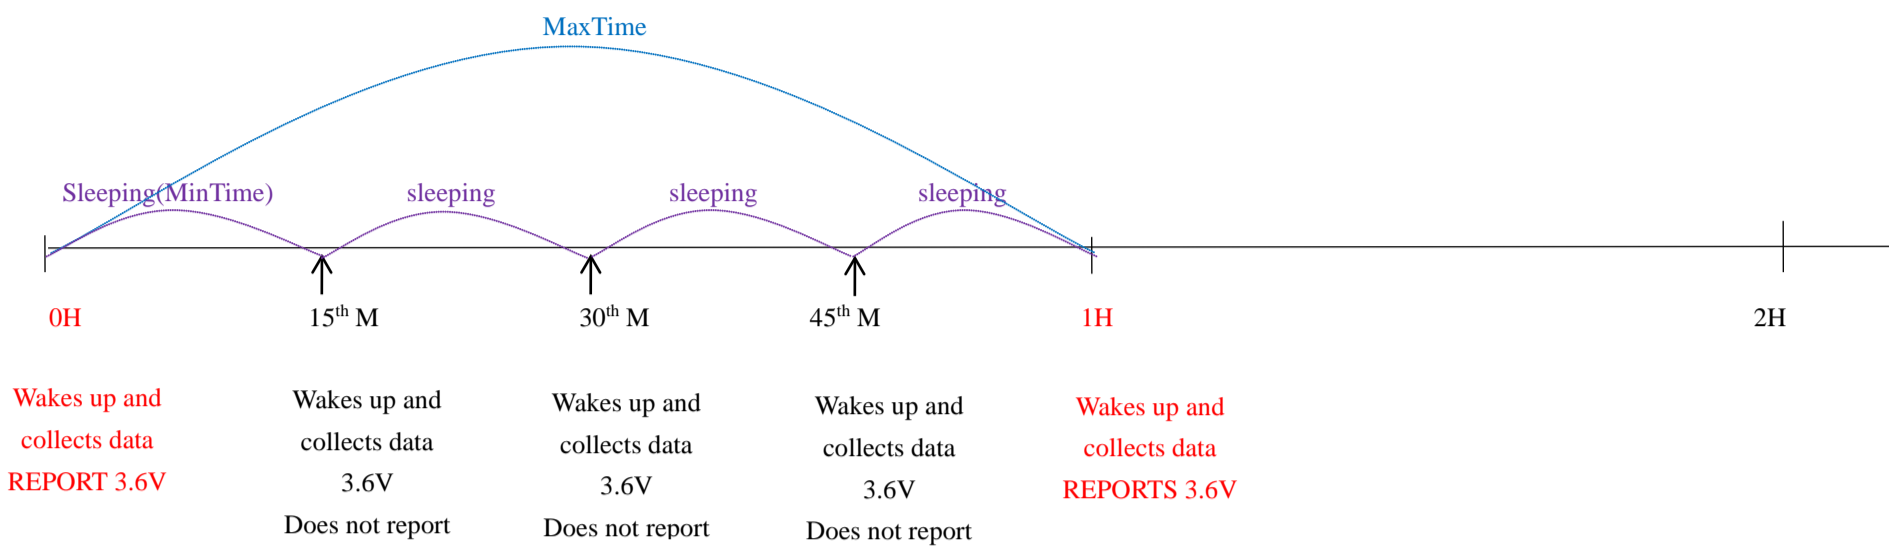 MaxTime
Sleeping(MinTime)
sleeping
sleeping
sleeping
0H
15th M
30th M
45th M
1H
2H
Wakes up and
collects data
REPORT 3.6V
Wakes up and
collects data
3.6V
Does not report
Wakes up and
collects data
3.6V
Does not report
Wakes up and
collects data
3.6V
Does not report
Wakes up and
collects data
REPORTS 3.6V